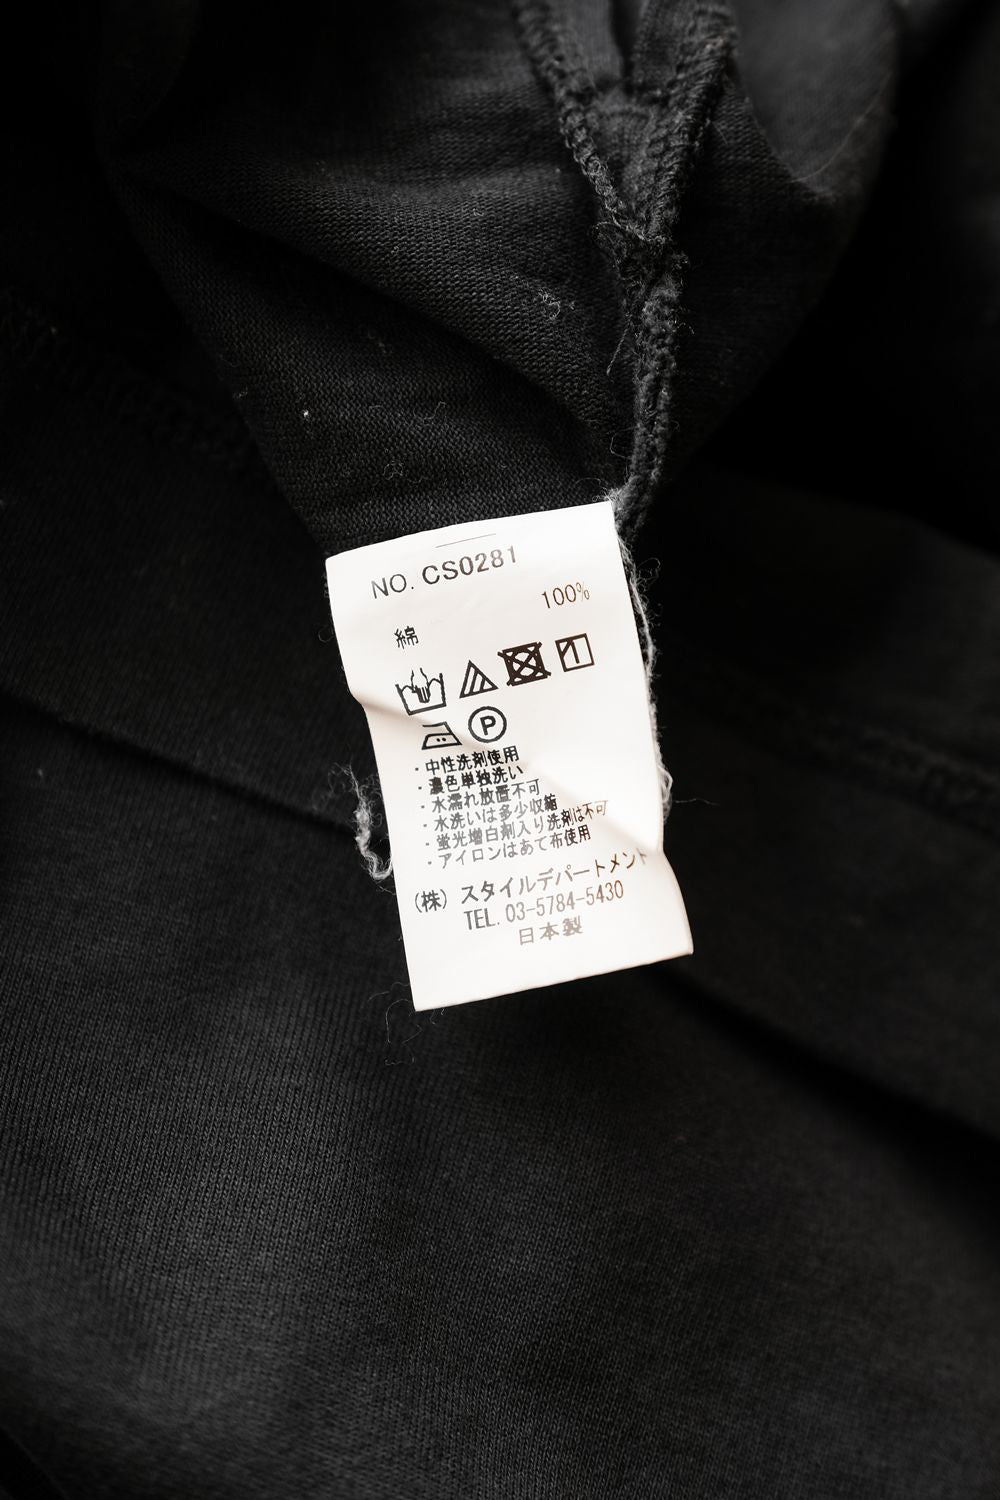 NO. CS0281
100%
綿
P
・中性洗剤使用
・濃色単独洗い
・水濡れ放置不可
・水洗いは多少収縮
・蛍光増白剤入り洗剤は不可
・アイロンはあて布使用
(株) スタイルデパートメント
TEL. 03-5784-5430
日本製